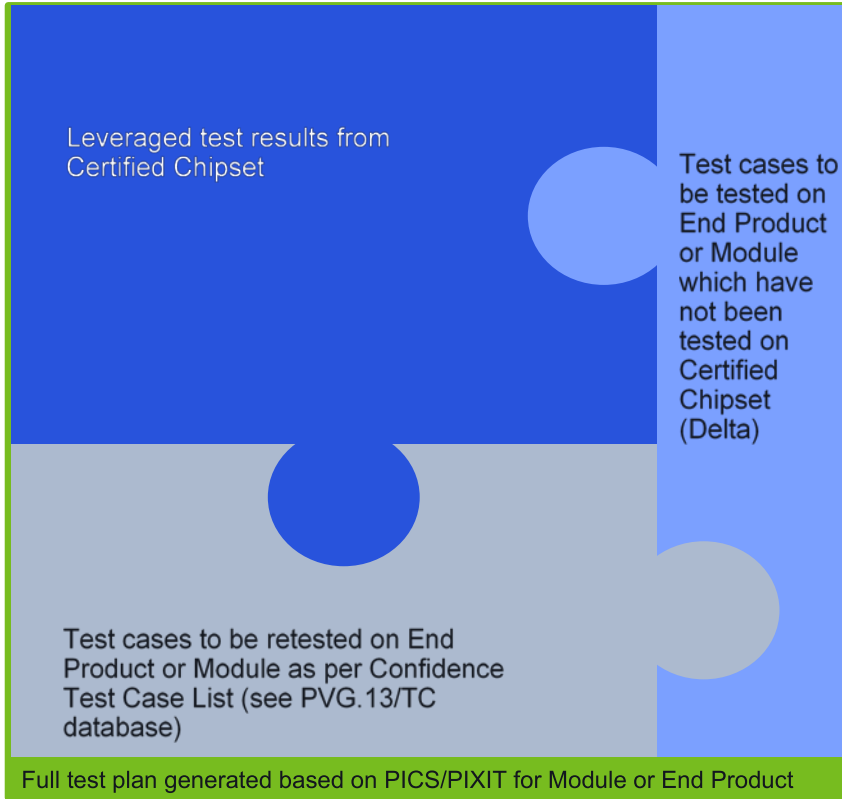 Leveraged test results from
Certified Chipset
Test cases to
be tested on
End Product
or Module
which have
not been
tested on
Certified
Chipset
(Delta)
Test cases to be retested on End
Product or Module as per Confidence
Test Case List (see PVG.13/TC
database)
Full test plan generated based on PICS/PIXIT for Module or End Product